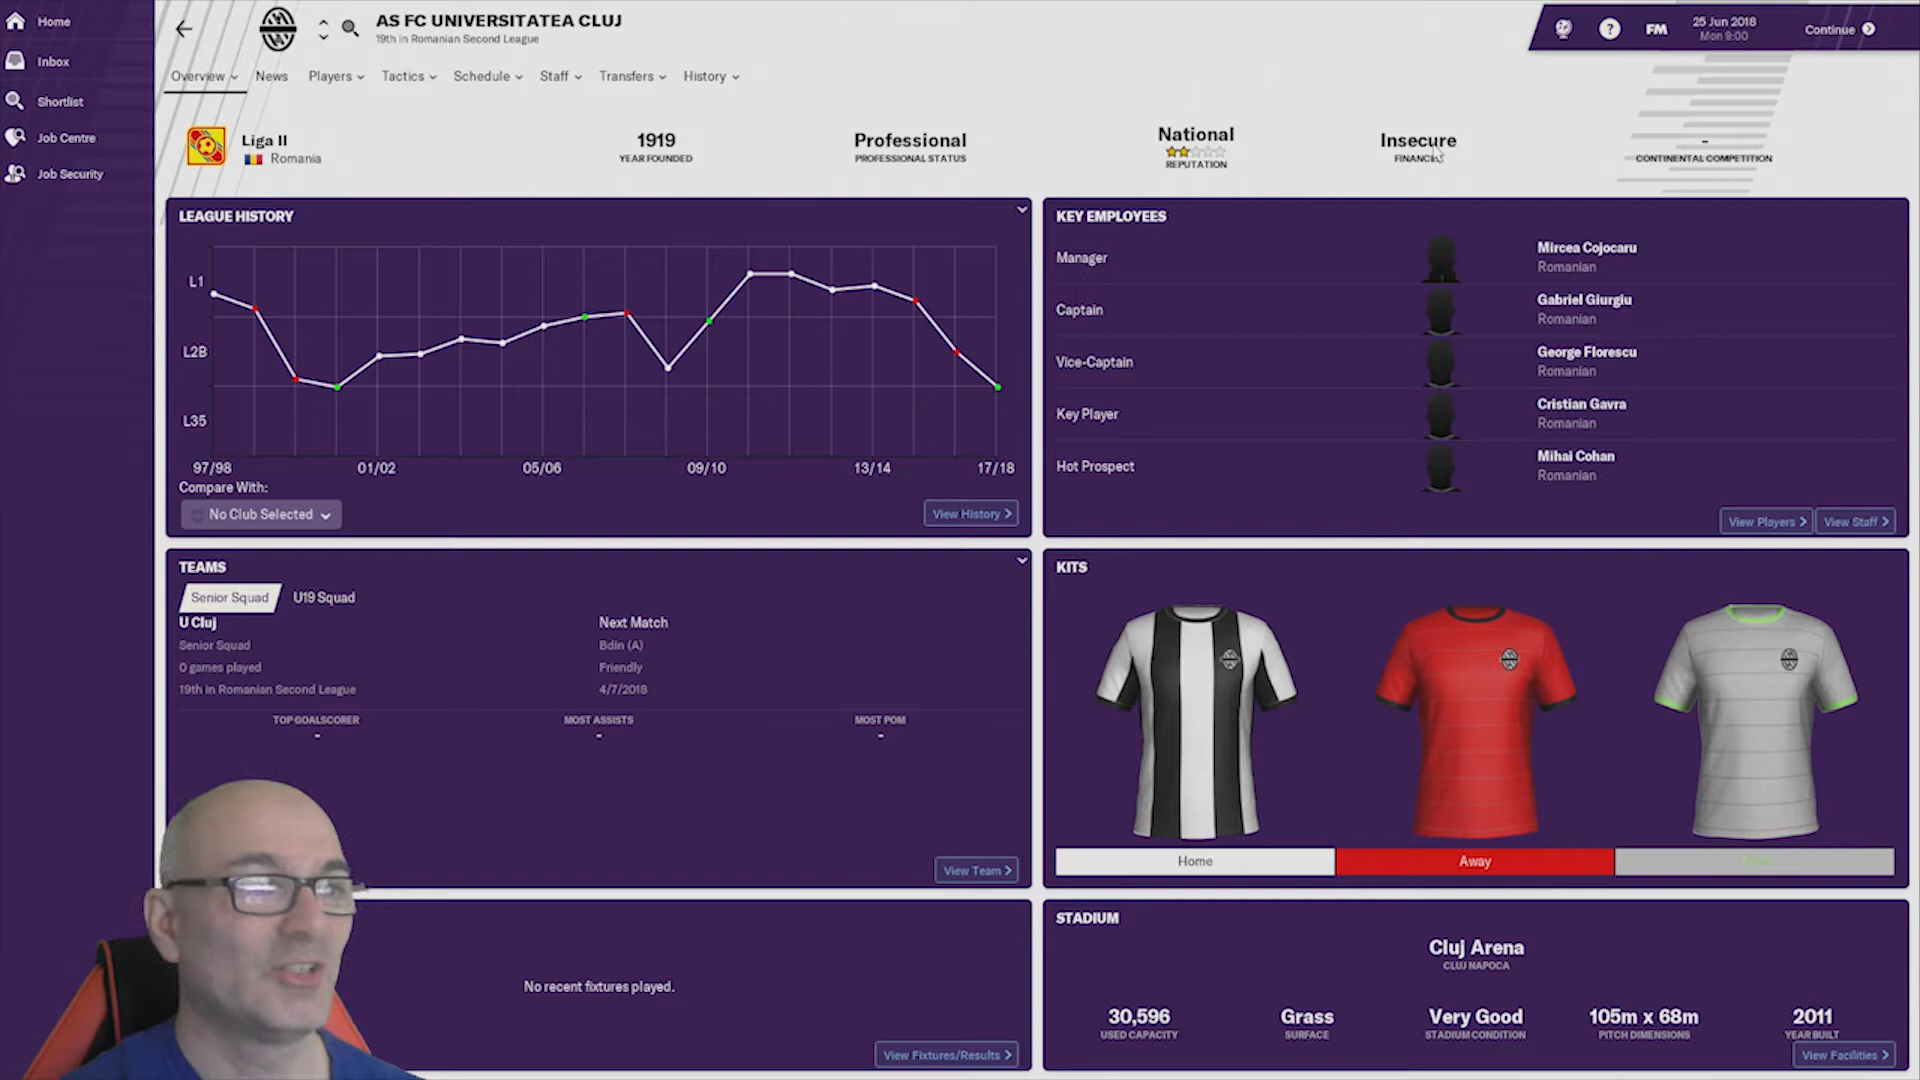 Home
Inbox
Shortlist
Job Centre
Job Security
AS FC UNIVERSITATEA CLUJ
19th in Romanian Second League
FM
25 Jun 2018
Mon 9:00
Continue
Overview
News
Players
Tactics
Schedule
Staff
Transfers
History
Liga II
Romania
1919
YEAR FOUNDED
Professional
PROFESSIONAL STATUS
National
REPUTATION
Insecure
FINANCES
-
CONTINENTAL COMPETITION
LEAGUE HISTORY
L1
L2B
L35
97/98
01/02
05/06
09/10
13/14
17/18
Compare With:
No Club Selected
View History
KEY EMPLOYEES
Manager
Mircea Cojocaru
Romanian
Captain
Gabriel Giurgiu
Romanian
Vice-Captain
George Florescu
Romanian
Key Player
Cristian Gavra
Romanian
Hot Prospect
Mihai Cohan
Romanian
View Players
View Staff
TEAMS
Senior Squad
U19 Squad
U Cluj
Senior Squad
0 games played
19th in Romanian Second League
Next Match
Bdin (A)
Friendly
4/7/2018
TOP GOALSCORER
-
MOST ASSISTS
-
MOST POM
-
View Team
KITS
Home
Away
No recent fixtures played.
View Fixtures/Results
STADIUM
Cluj Arena
CLUJ NAPOCA
30,596
USED CAPACITY
Grass
SURFACE
Very Good
STADIUM CONDITION
105m x 68m
PITCH DIMENSIONS
2011
YEAR BUILT
View Facilities